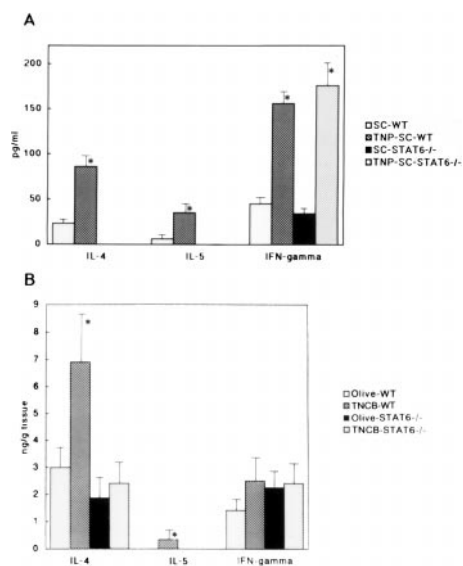 A
200
150
100
50
0
pg/ml
IL-4
IL-5
IFN-gamma
*
*
*
*
SC-WT
TNP-SC-WT
SC-STAT6-/-
TNP-SC-STAT6-/-
B
9
8
7
6
5
4
3
2
1
0
ng/g tissue
IL-4
IL-5
IFN-gamma
*
*
Olive-WT
TNCB-WT
Olive-STAT6-/-
TNCB-STAT6-/-